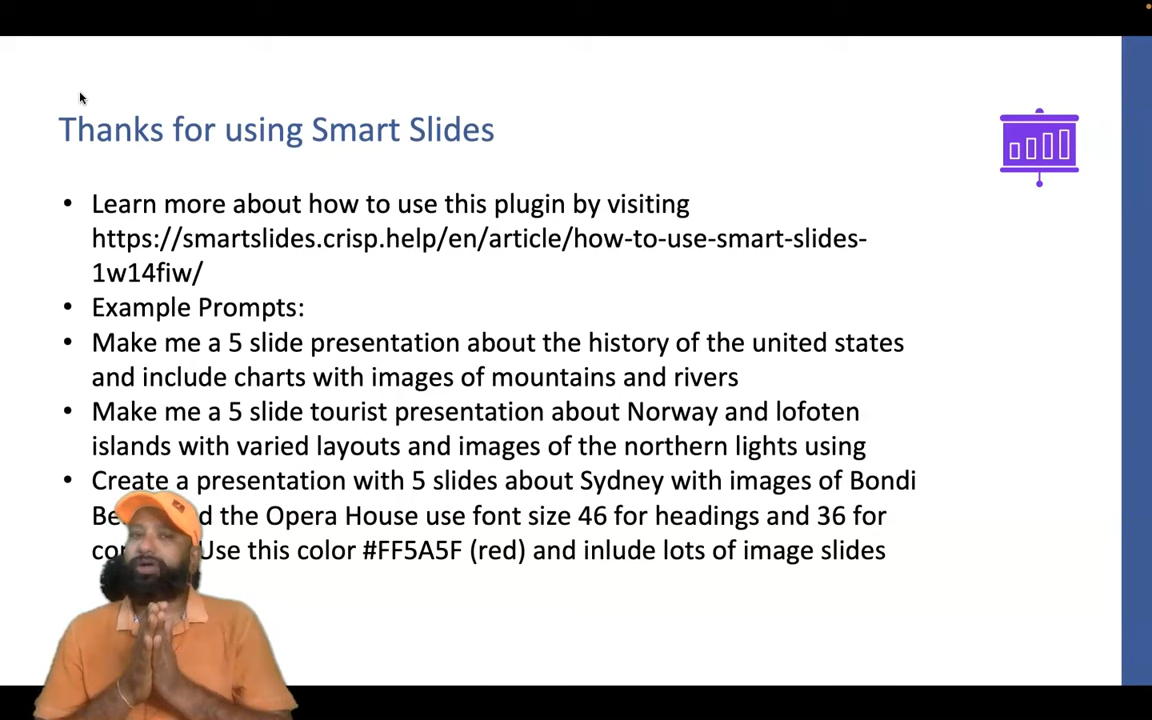 Thanks for using Smart Slides
• Learn more about how to use this plugin by visiting
https://smartslides.crisp.help/en/article/how-to-use-smart-slides-
1w14fiw/
• Example Prompts:
• Make me a 5 slide presentation about the history of the united states
and include charts with images of mountains and rivers
• Make me a 5 slide tourist presentation about Norway and lofoten
islands with varied layouts and images of the northern lights using
• Create a presentation with 5 slides about Sydney with images of Bondi
the Opera House use font size 46 for headings and 36 for
Use this color #FF5A5F (red) and inlude lots of image slides